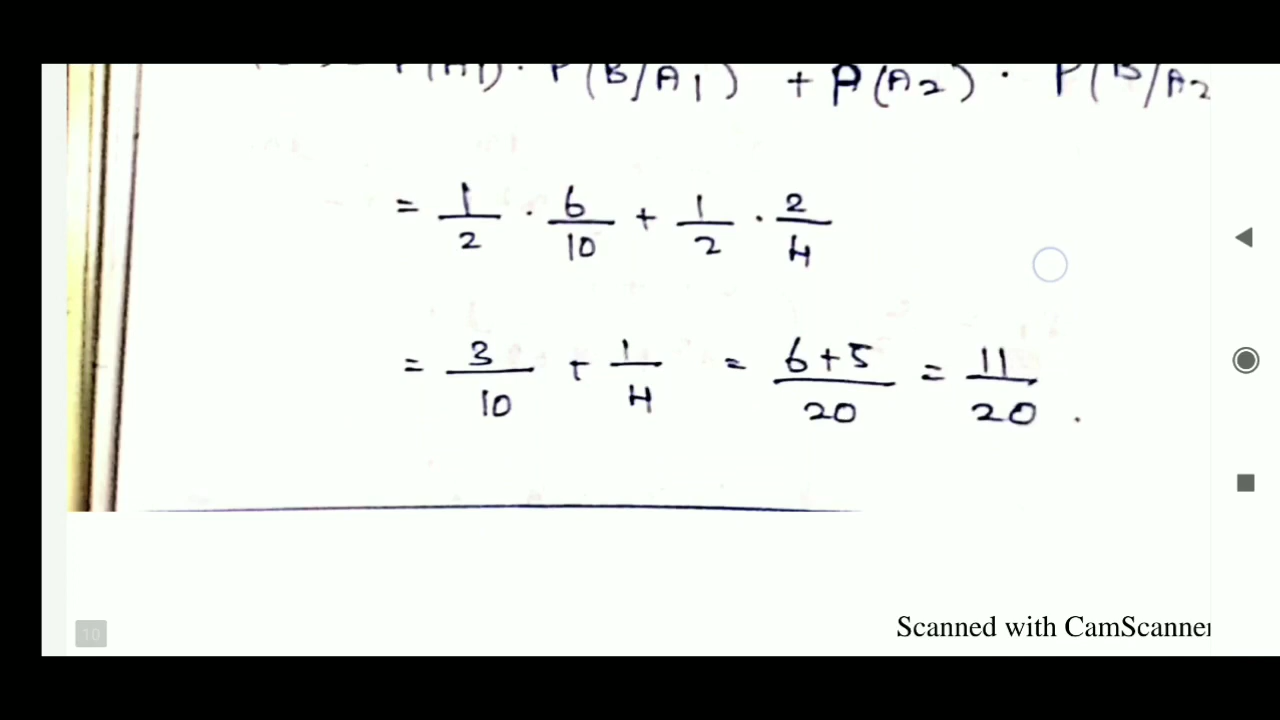 P(A1) · P(B/A1) + P(A2) · P(B/A2
= 1/2 · 6/10 + 1/2 · 2/4
= 3/10 + 1/4 = 6+5/20 = 11/20 .
10
Scanned with CamScanner